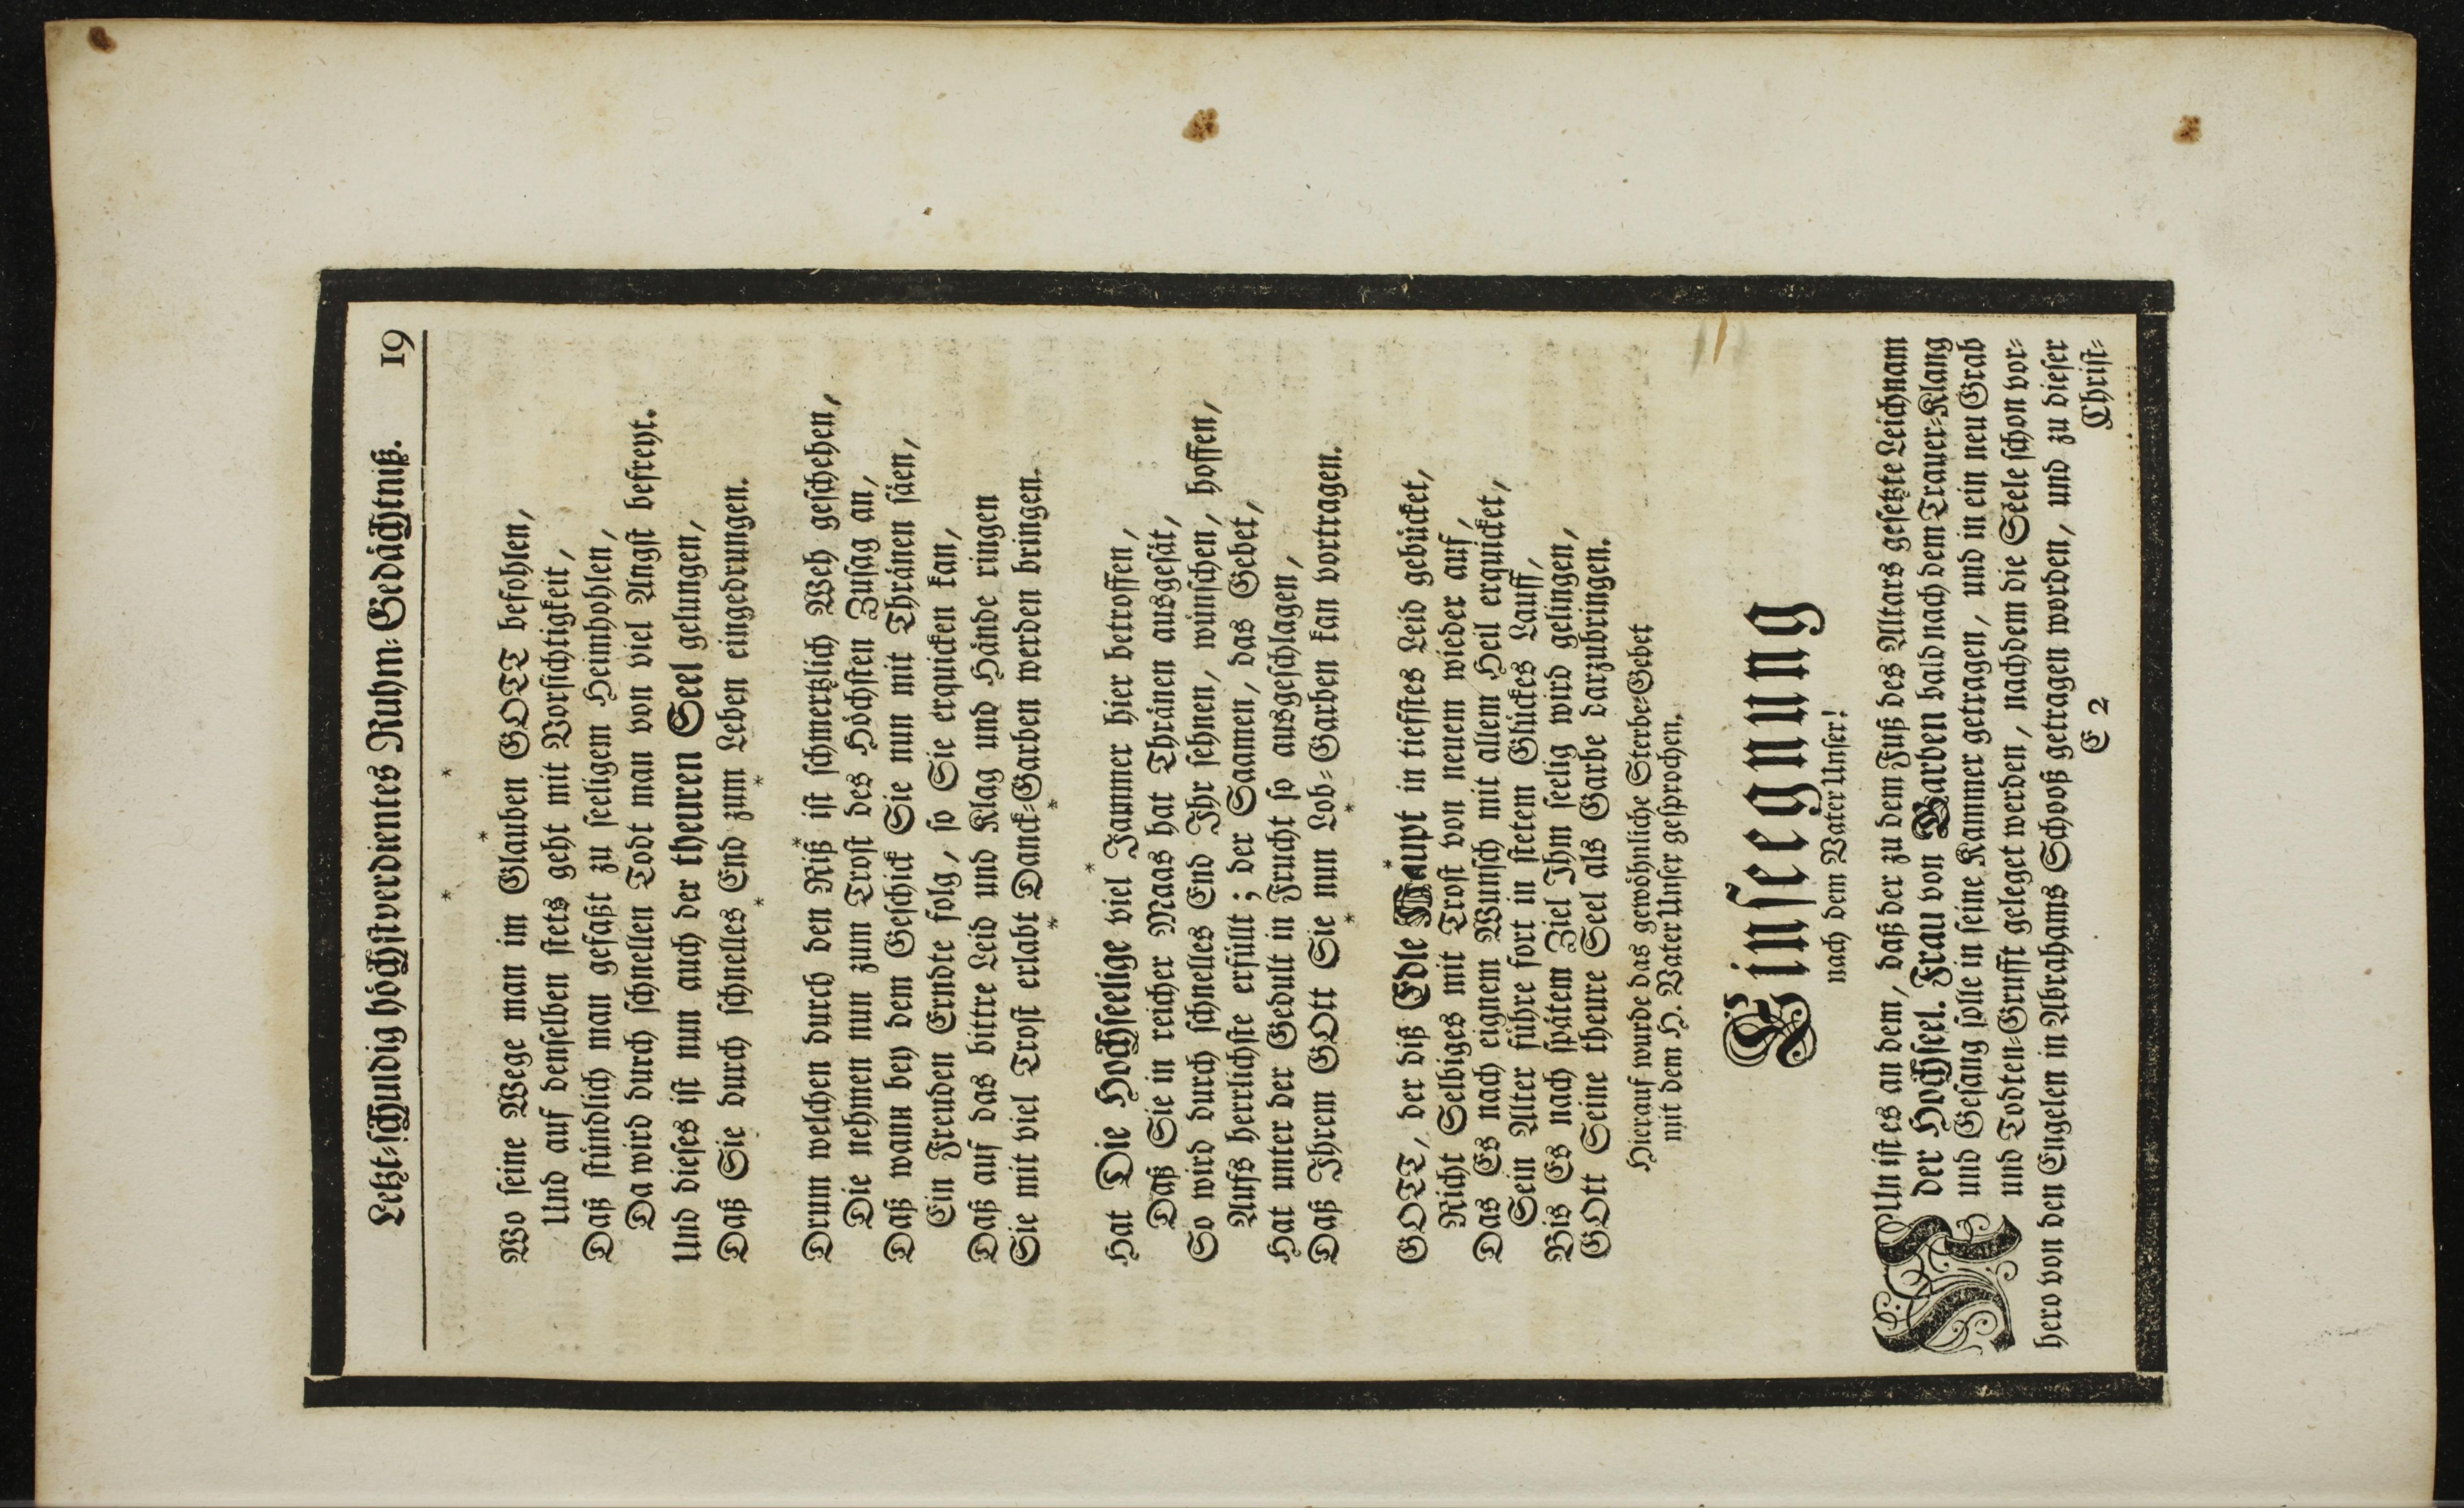 Letzt-schuldig höchstverdientes Ruhm-Gedächtniß. 19
* * *
Wo seine Wege man im Glauben GOTT befohlen,
Und auf denselben stets geht mit Vorsichtigkeit,
Daß stündlich man gefaßt zu seeligem Heimhohlen,
Da wird durch schnellen Todt man von viel Angst befreyt.
Und dieses ist nun auch der theuren Seel gelungen,
Daß Sie durch schnelles End zum Leben eingedrungen.
* * *
Drum welchen durch den Riß ist schmertzlich Weh geschehen,
Die nehmen nun zum Trost des Höchsten Zusag an,
Daß wann bey dem Geschick Sie nun mit Thränen säen,
Ein Freuden Erndte folg, so Sie erquicken kan,
Daß auf das bittre Leid und Klag und Hände ringen
Sie mit viel Trost erlabt Danck-Garben werden bringen.
* * *
Hat Die Hochseelige viel Jammer hier betroffen,
Daß Sie in reicher Maas hat Thränen ausgesät,
So wird durch schnelles End Ihr sehnen, wünschen, hoffen,
Aufs herrlichste erfüllt; der Saamen, das Gebet,
Hat unter der Gedult in Frucht so ausgeschlagen,
Daß Ihrem GOtt Sie nun Lob-Garben kan vortragen.
* * *
GOTT, der diß Edle Haupt in tiefstes Leid gebücket,
Richt Selbiges mit Trost von neuem wieder auf,
Das Es nach eignem Wunsch mit allem Heil erquicket,
Sein Alter führe fort in stetem Glückes Lauff,
Bis Es nach spätem Ziel Ihm seelig wird gelingen,
GOtt Seine theure Seel als Garbe darzubringen.
Hierauf wurde das gewöhnliche Sterbe-Gebet
mit dem H. Vater Unser gesprochen.
Einseegnung
nach dem Vater Unser!
NUn ist es an dem, daß der zu dem Fuß des Altars gesetzte Leichnam
der Hochseel. Frau von Barben bald nach dem Trauer-Klang
und Gesang solle in seine Kammer getragen, und in ein neu Grab
und Todten-Grufft geleget werden, nachdem die Seele schon vor-
hero von den Engelen in Abrahams Schooß getragen worden, und zu dieser
E 2 Christ-